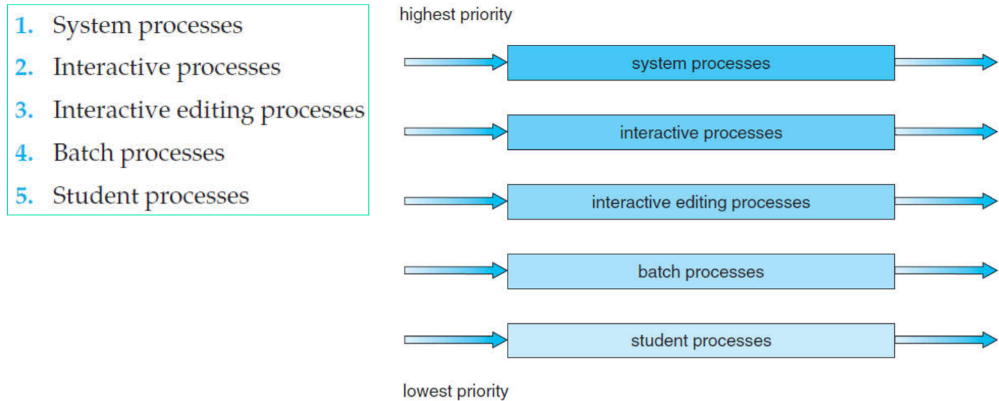 1. System processes
2. Interactive processes
3. Interactive editing processes
4. Batch processes
5. Student processes
highest priority
system processes
interactive processes
interactive editing processes
batch processes
student processes
lowest priority